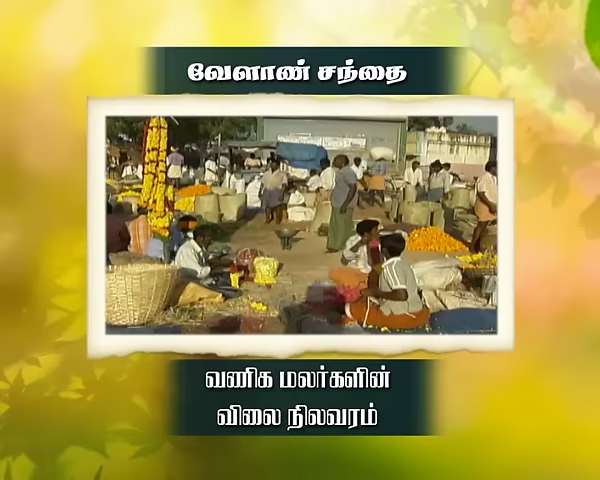 வேளாண் சந்தை
வணிக மலர்களின்
விலை நிலவரம்